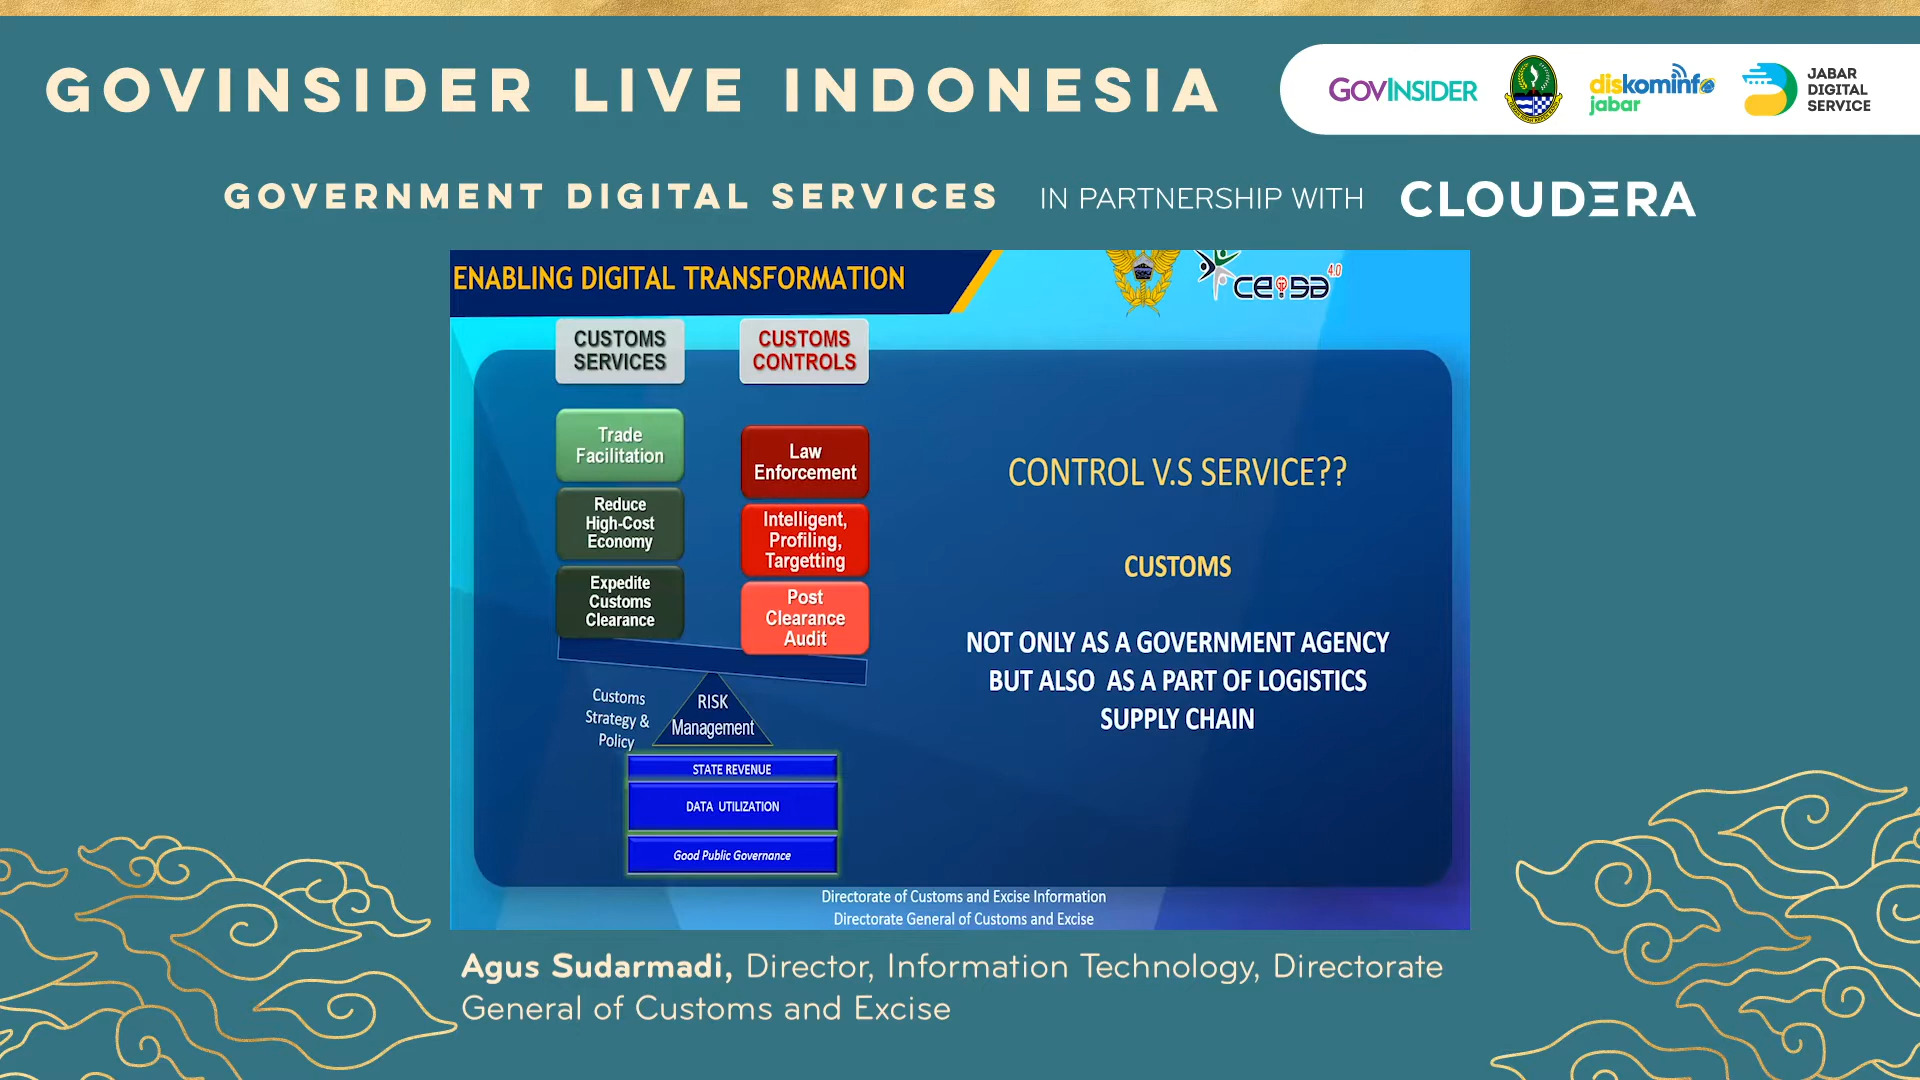 GOVINSIDER LIVE INDONESIA
GOVINSIDER
diskominfo
jabar
JABAR
DIGITAL
SERVICE
GOVERNMENT DIGITAL SERVICES IN PARTNERSHIP WITH CLOUDERA
ENABLING DIGITAL TRANSFORMATION
CEISA 4.0
CUSTOMS
SERVICES
CUSTOMS
CONTROLS
Trade
Facilitation
Reduce
High-Cost
Economy
Expedite
Customs
Clearance
Law
Enforcement
Intelligent,
Profiling,
Targetting
Post
Clearance
Audit
Customs
Strategy &
Policy
RISK
Management
STATE REVENUE
DATA UTILIZATION
Good Public Governance
CONTROL V.S SERVICE??
CUSTOMS
NOT ONLY AS A GOVERNMENT AGENCY
BUT ALSO AS A PART OF LOGISTICS
SUPPLY CHAIN
Directorate of Customs and Excise Information
Directorate General of Customs and Excise
Agus Sudarmadi, Director, Information Technology, Directorate
General of Customs and Excise